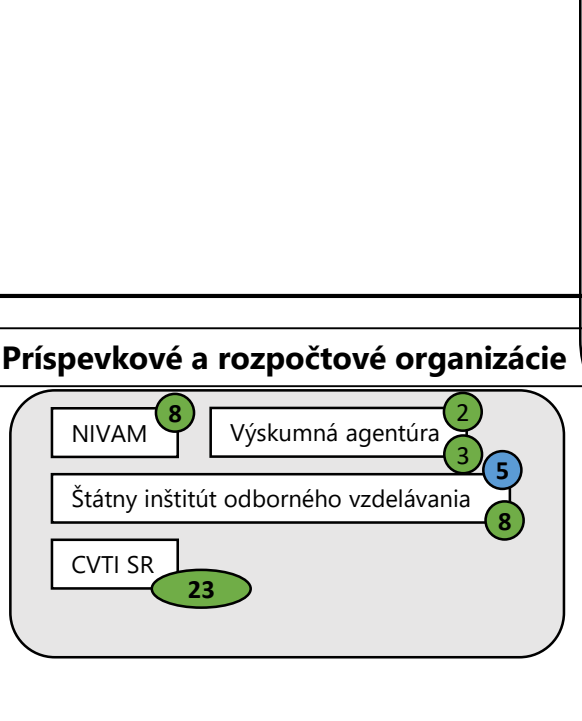 Príspevkové a rozpočtové organizácie
NIVAM
8
Výskumná agentúra
2
3
Štátny inštitút odborného vzdelávania
5
8
CVTI SR
23